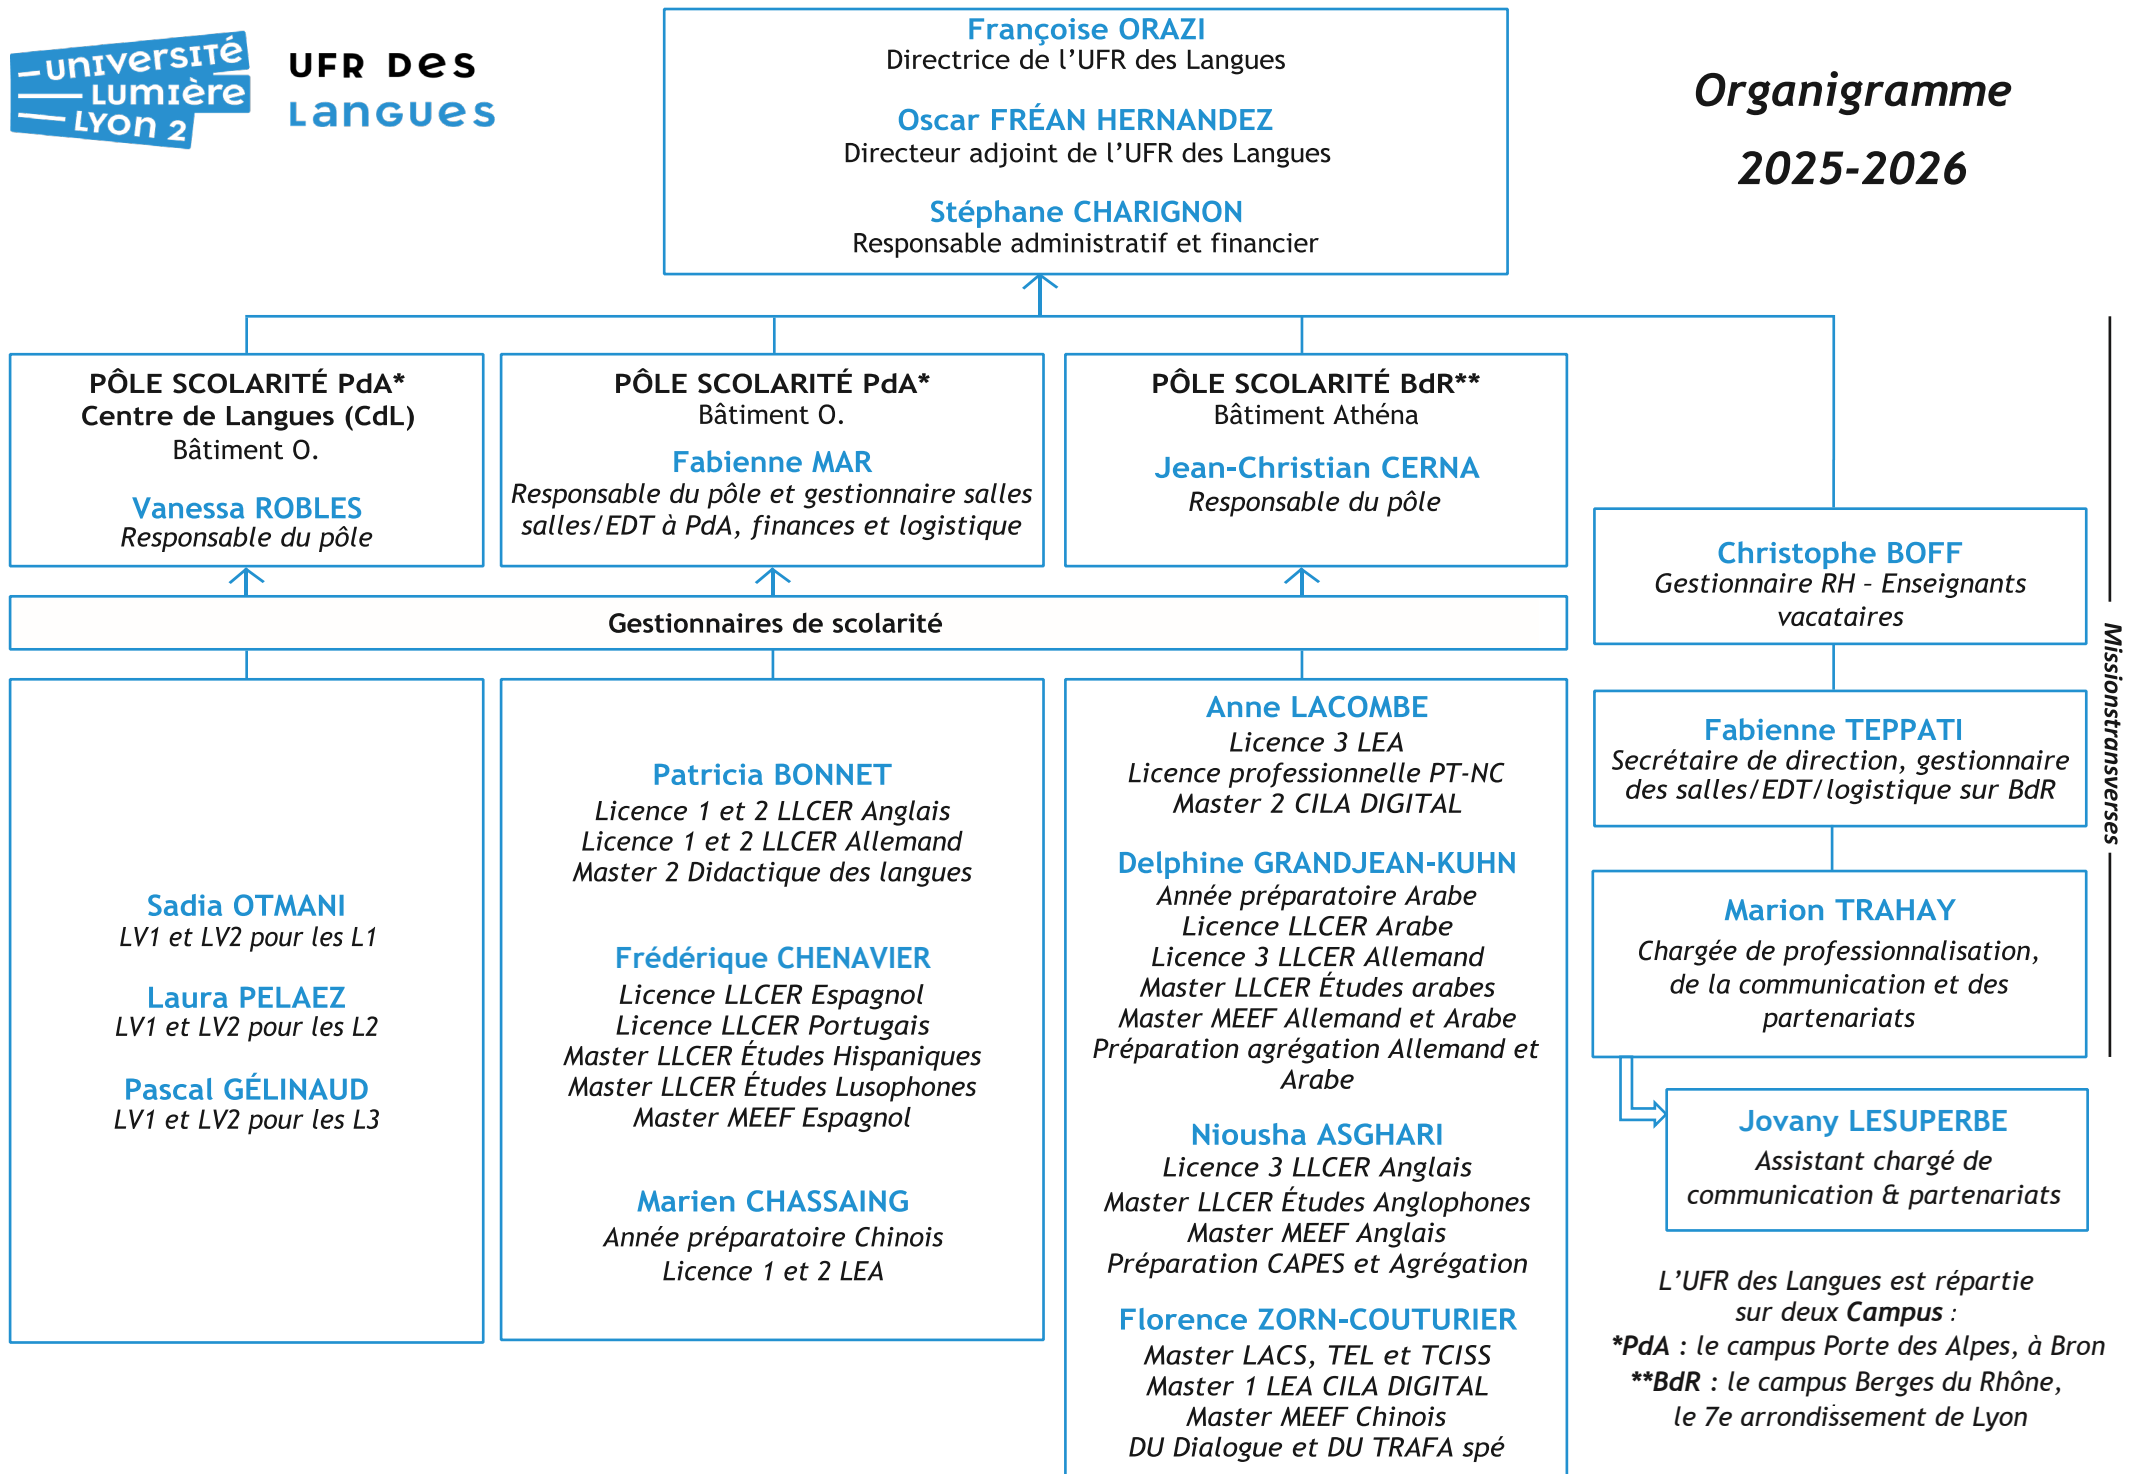 UNIVERSITÉ
LUMIÈRE
LYON 2
UFR DES
LANGUES
Organigramme
2025-2026
Françoise ORAZI
Directrice de l'UFR des Langues
Oscar FRÉAN HERNANDEZ
Directeur adjoint de l'UFR des Langues
Stéphane CHARIGNON
Responsable administratif et financier
PÔLE SCOLARITÉ PdA*
Centre de Langues (CdL)
Bâtiment O.
Vanessa ROBLES
Responsable du pôle
PÔLE SCOLARITÉ PdA*
Bâtiment O.
Fabienne MAR
Responsable du pôle et gestionnaire salles
salles/EDT à PdA, finances et logistique
PÔLE SCOLARITÉ BdR**
Bâtiment Athéna
Jean-Christian CERNA
Responsable du pôle
Gestionnaires de scolarité
Sadia OTMANI
LV1 et LV2 pour les L1
Laura PELAEZ
LV1 et LV2 pour les L2
Pascal GÉLINAUD
LV1 et LV2 pour les L3
Patricia BONNET
Licence 1 et 2 LLCER Anglais
Licence 1 et 2 LLCER Allemand
Master 2 Didactique des langues
Frédérique CHENAVIER
Licence LLCER Espagnol
Licence LLCER Portugais
Master LLCER Études Hispaniques
Master LLCER Études Lusophones
Master MEEF Espagnol
Marien CHASSAING
Année préparatoire Chinois
Licence 1 et 2 LEA
Anne LACOMBE
Licence 3 LEA
Licence professionnelle PT-NC
Master 2 CILA DIGITAL
Delphine GRANDJEAN-KUHN
Année préparatoire Arabe
Licence LLCER Arabe
Licence 3 LLCER Allemand
Master LLCER Études arabes
Master MEEF Allemand et Arabe
Préparation agrégation Allemand et
Arabe
Niousha ASGHARI
Licence 3 LLCER Anglais
Master LLCER Études Anglophones
Master MEEF Anglais
Préparation CAPES et Agrégation
Florence ZORN-COUTURIER
Master LACS, TEL et TCISS
Master 1 LEA CILA DIGITAL
Master MEEF Chinois
DU Dialogue et DU TRAFA spé
Christophe BOFF
Gestionnaire RH – Enseignants
vacataires
Fabienne TEPPATI
Secrétaire de direction, gestionnaire
des salles/EDT/logistique sur BdR
Marion TRAHAY
Chargée de professionnalisation,
de la communication et des
partenariats
Jovany LESUPERBE
Assistant chargé de
communication & partenariats
Missionstransverses
L'UFR des Langues est répartie
sur deux Campus :
*PdA : le campus Porte des Alpes, à Bron
**BdR : le campus Berges du Rhône,
le 7e arrondissement de Lyon